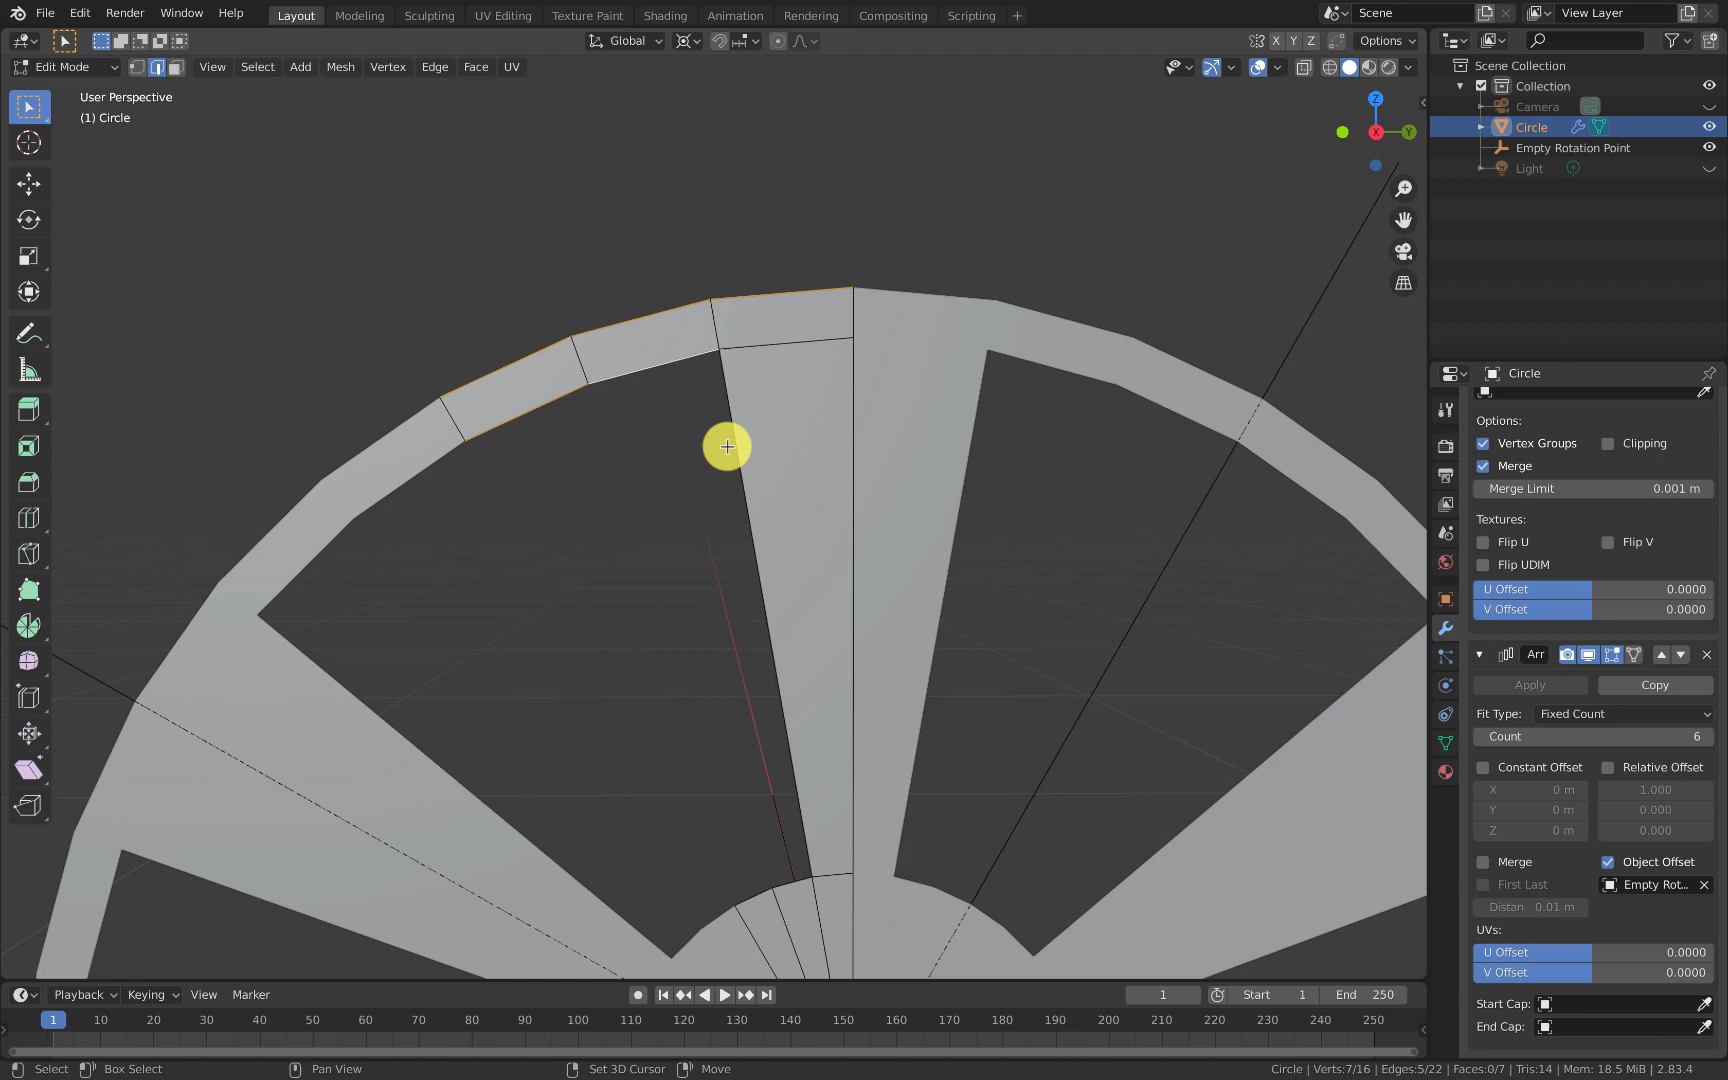 File Edit Render Window Help Layout Modeling Sculpting UV Editing Texture Paint Shading Animation Rendering Compositing Scripting + Scene View Layer
Global X Y Z Options
Edit Mode View Select Add Mesh Vertex Edge Face UV
User Perspective
(1) Circle
Z
X Y
Scene Collection
Collection
Camera
Circle
Empty Rotation Point
Light
Circle
Options:
Vertex Groups Clipping
Merge
Merge Limit 0.001 m
Textures:
Flip U Flip V
Flip UDIM
U Offset 0.0000
V Offset 0.0000
Arr
Apply Copy
Fit Type: Fixed Count
Count 6
Constant Offset Relative Offset
X 0 m 1.000
Y 0 m 0.000
Z 0 m 0.000
Merge Object Offset
First Last Empty Rot...
Distan 0.01 m
UVs:
U Offset 0.0000
V Offset 0.0000
Start Cap:
End Cap:
Playback Keying View Marker 1 Start 1 End 250
1 10 20 30 40 50 60 70 80 90 100 110 120 130 140 150 160 170 180 190 200 210 220 230 240 250
Select Box Select Pan View Set 3D Cursor Move Circle | Verts:7/16 | Edges:5/22 | Faces:0/7 | Tris:14 | Mem: 18.5 MiB | 2.83.4